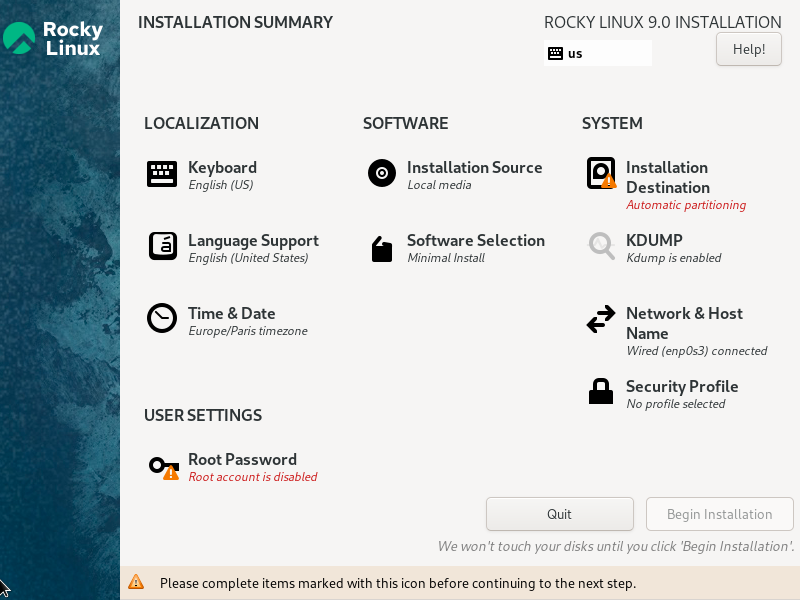 Rocky
Linux
INSTALLATION SUMMARY
ROCKY LINUX 9.0 INSTALLATION
us
Help!
LOCALIZATION
Keyboard
English (US)
Language Support
English (United States)
Time & Date
Europe/Paris timezone
SOFTWARE
Installation Source
Local media
Software Selection
Minimal Install
SYSTEM
Installation
Destination
Automatic partitioning
KDUMP
Kdump is enabled
Network & Host
Name
Wired (enp0s3) connected
Security Profile
No profile selected
USER SETTINGS
Root Password
Root account is disabled
Quit
Begin Installation
We won't touch your disks until you click 'Begin Installation'.
Please complete items marked with this icon before continuing to the next step.